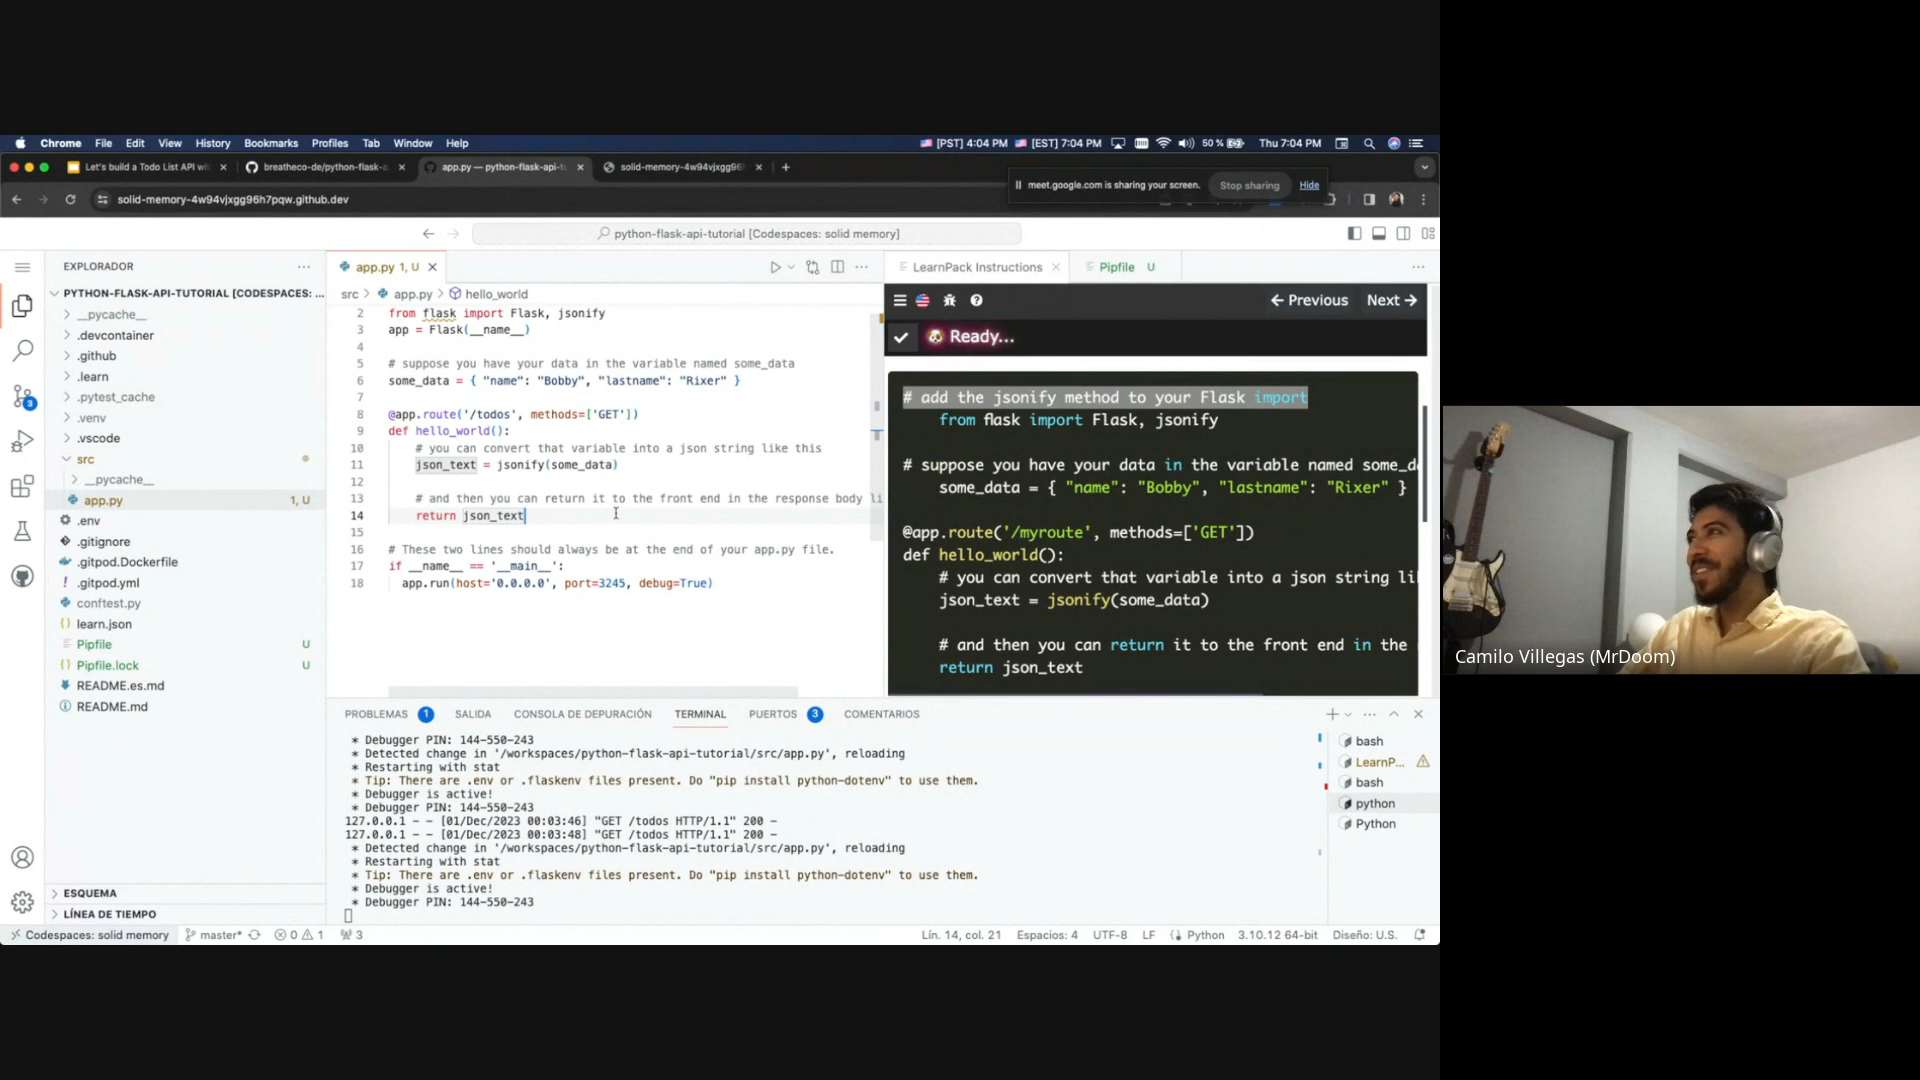 Chrome File Edit View History Bookmarks Profiles Tab Window Help
[PST] 4:04 PM [EST] 7:04 PM 50 % Thu 7:04 PM
Let's build a Todo List API wi
breatheco-de/python-flask-a
app.py — python-flask-api-t
solid-memory-4w94vjxgg96
meet.google.com is sharing your screen. Stop sharing Hide
solid-memory-4w94vjxgg96h7pqw.github.dev
python-flask-api-tutorial [Codespaces: solid memory]
EXPLORADOR
PYTHON-FLASK-API-TUTORIAL [CODESPACES: ...
__pycache__
.devcontainer
.github
.learn
.pytest_cache
.venv
.vscode
src
__pycache__
app.py 1, U
.env
.gitignore
.gitpod.Dockerfile
.gitpod.yml
conftest.py
learn.json
Pipfile U
Pipfile.lock U
README.es.md
README.md
ESQUEMA
LÍNEA DE TIEMPO
3
app.py 1, U
src > app.py > hello_world
2 from flask import Flask, jsonify
3 app = Flask(__name__)
4
5 # suppose you have your data in the variable named some_data
6 some_data = { "name": "Bobby", "lastname": "Rixer" }
7
8 @app.route('/todos', methods=['GET'])
9 def hello_world():
10 # you can convert that variable into a json string like this
11 json_text = jsonify(some_data)
12
13 # and then you can return it to the front end in the response body li
14 return json_text
15
16 # These two lines should always be at the end of your app.py file.
17 if __name__ == '__main__':
18 app.run(host='0.0.0.0', port=3245, debug=True)
LearnPack Instructions
Pipfile U
← Previous Next →
Ready...
# add the jsonify method to your Flask import
from flask import Flask, jsonify
# suppose you have your data in the variable named some_d
some_data = { "name": "Bobby", "lastname": "Rixer" }
@app.route('/myroute', methods=['GET'])
def hello_world():
# you can convert that variable into a json string li
json_text = jsonify(some_data)
# and then you can return it to the front end in the
return json_text
PROBLEMAS 1 SALIDA CONSOLA DE DEPURACIÓN TERMINAL PUERTOS 3 COMENTARIOS
* Debugger PIN: 144-550-243
* Detected change in '/workspaces/python-flask-api-tutorial/src/app.py', reloading
* Restarting with stat
* Tip: There are .env or .flaskenv files present. Do "pip install python-dotenv" to use them.
* Debugger is active!
* Debugger PIN: 144-550-243
127.0.0.1 - - [01/Dec/2023 00:03:46] "GET /todos HTTP/1.1" 200 -
127.0.0.1 - - [01/Dec/2023 00:03:48] "GET /todos HTTP/1.1" 200 -
* Detected change in '/workspaces/python-flask-api-tutorial/src/app.py', reloading
* Restarting with stat
* Tip: There are .env or .flaskenv files present. Do "pip install python-dotenv" to use them.
* Debugger is active!
* Debugger PIN: 144-550-243
bash
LearnP...
bash
python
Python
Codespaces: solid memory master* 0 1 3
Lín. 14, col. 21 Espacios: 4 UTF-8 LF Python 3.10.12 64-bit Diseño: U.S.
Camilo Villegas (MrDoom)